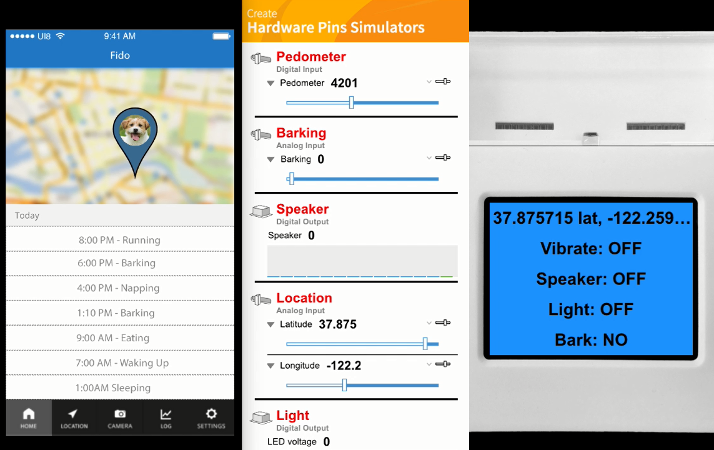 UI8
9:41 AM
Fido
Today
8:00 PM - Running
6:00 PM - Barking
4:00 PM - Napping
1:10 PM - Barking
9:00 AM - Eating
7:00 AM - Waking Up
1:00AM Sleeping
HOME
LOCATION
CAMERA
LOG
SETTINGS
Create
Hardware Pins Simulators
Pedometer
Digital Input
Pedometer 4201
Barking
Analog Input
Barking 0
Speaker
Digital Output
Speaker 0
Location
Analog Input
Latitude 37.875
Longitude -122.2
Light
Digital Output
LED voltage 0
37.875715 lat, -122.259...
Vibrate: OFF
Speaker: OFF
Light: OFF
Bark: NO